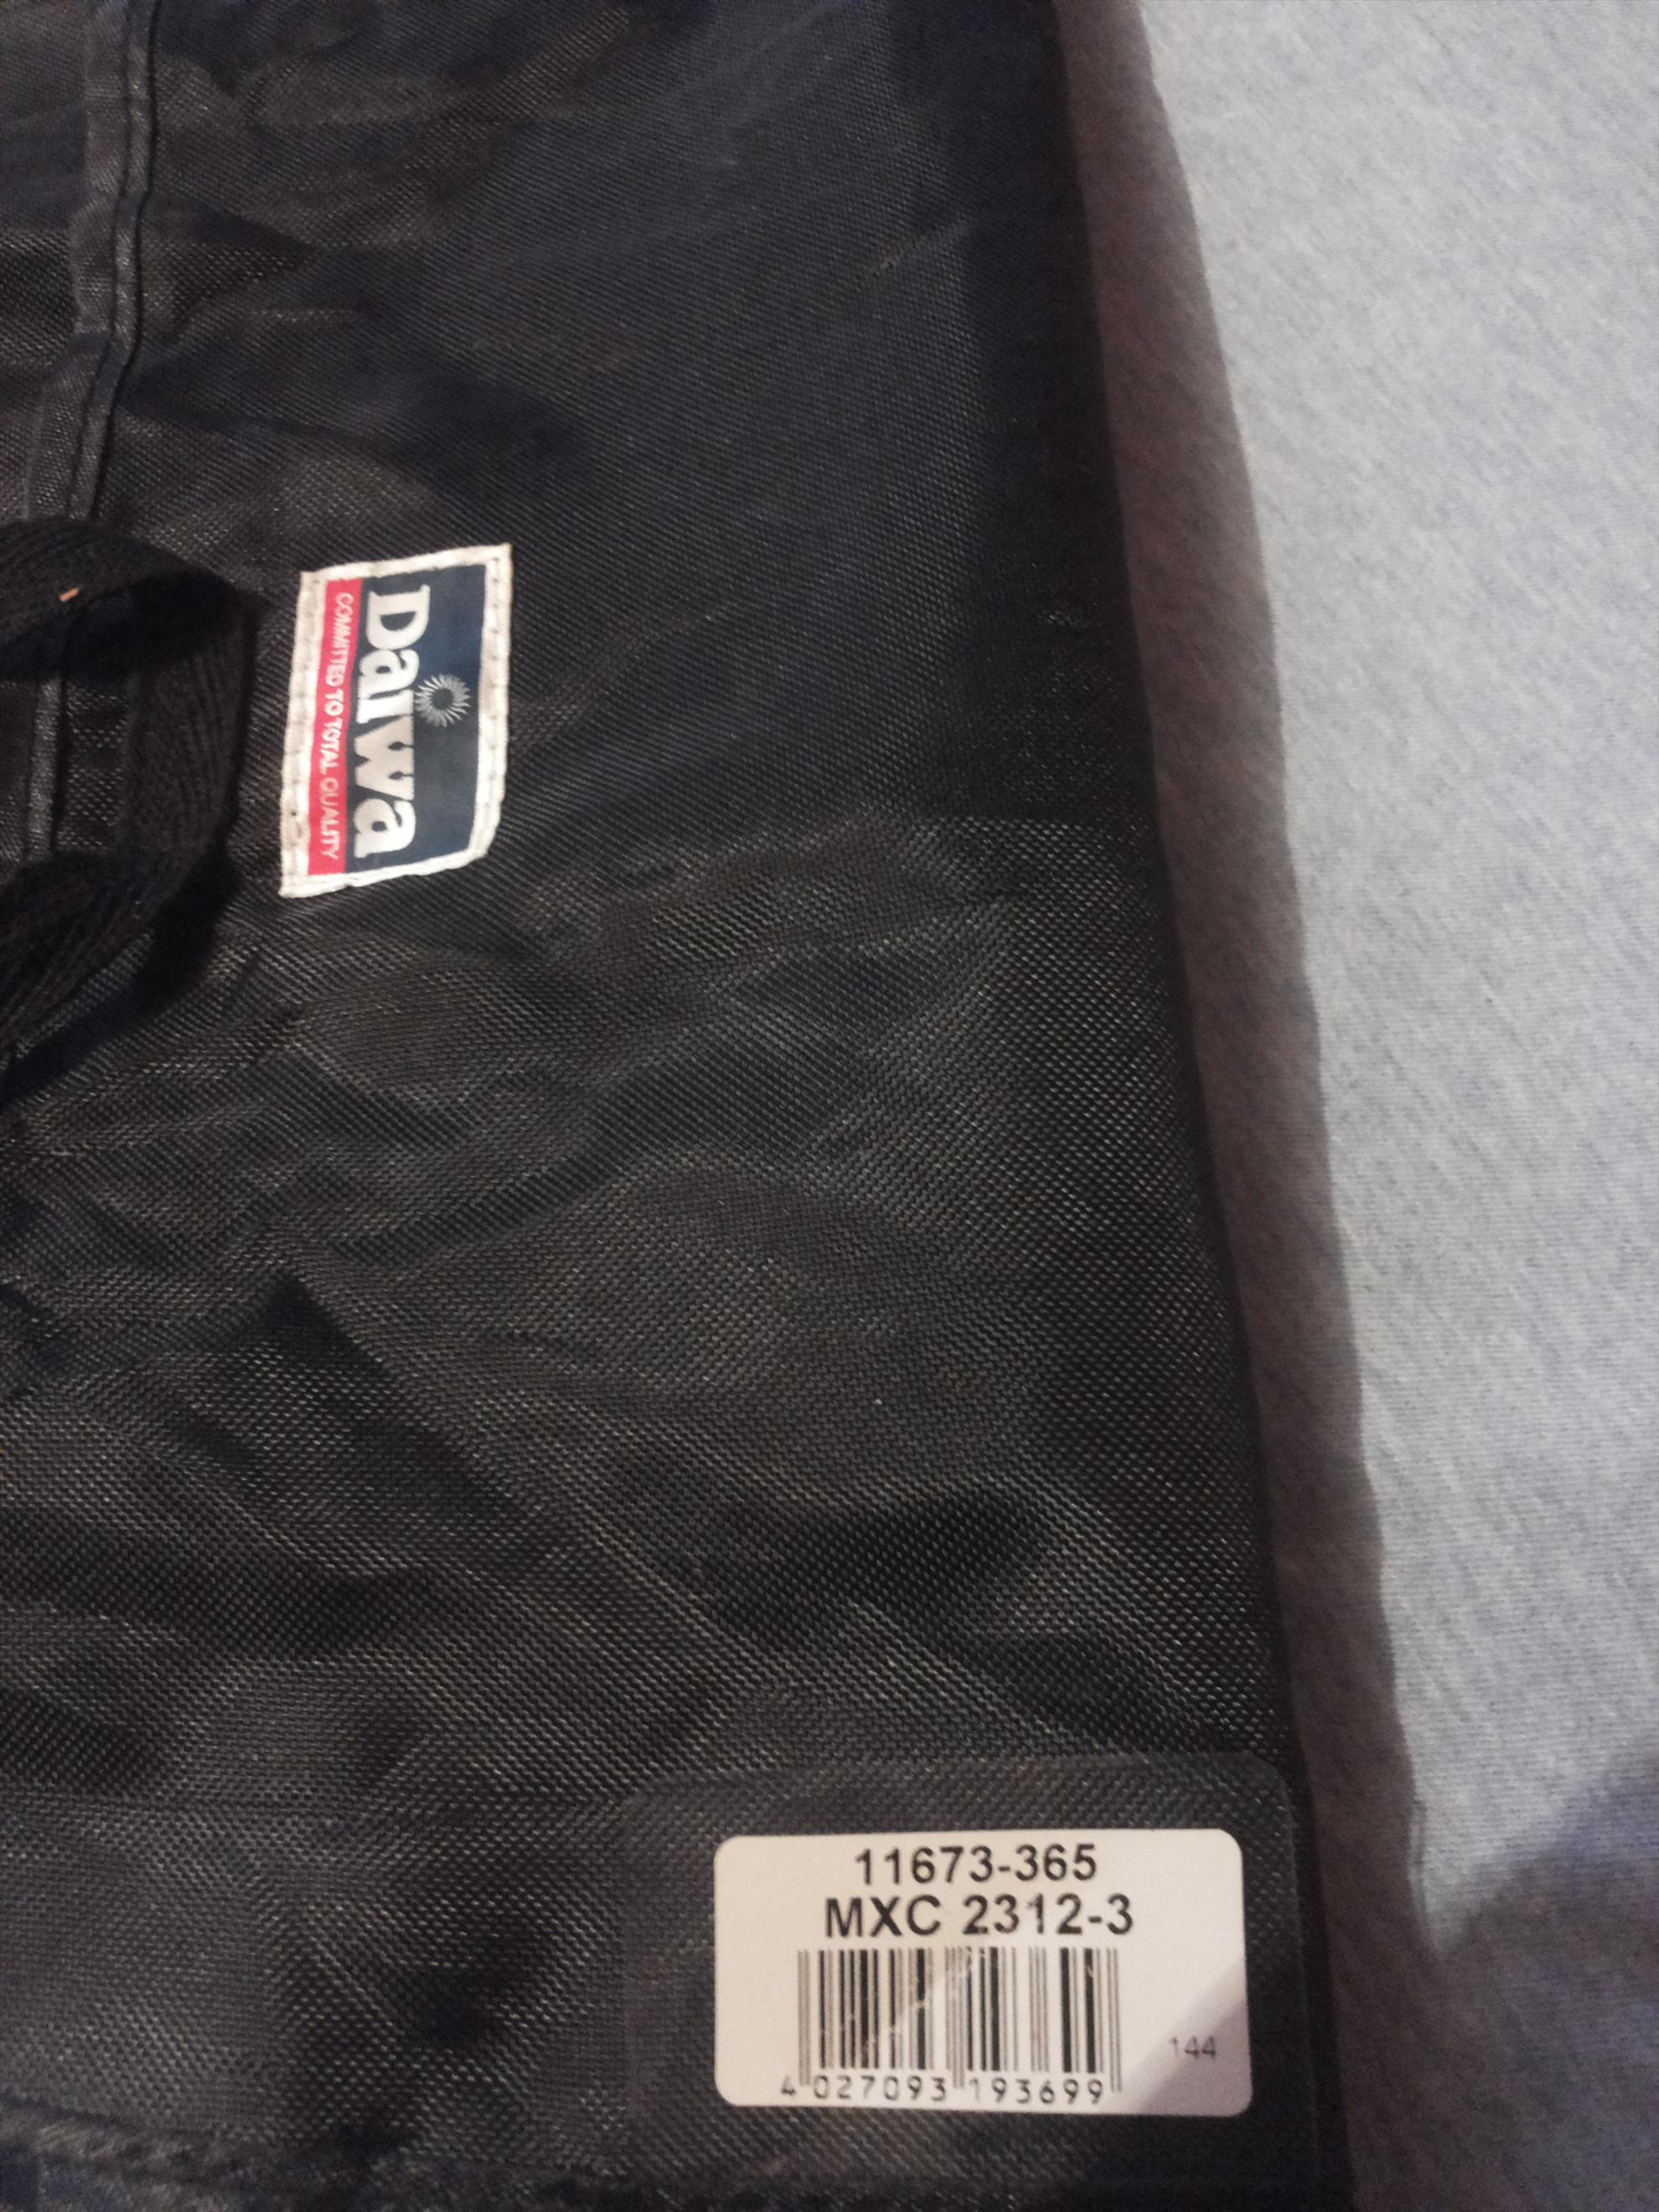 Daiwa
COMMITTED TO TOTAL QUALITY
11673-365
MXC 2312-3
144
4 027093 193699